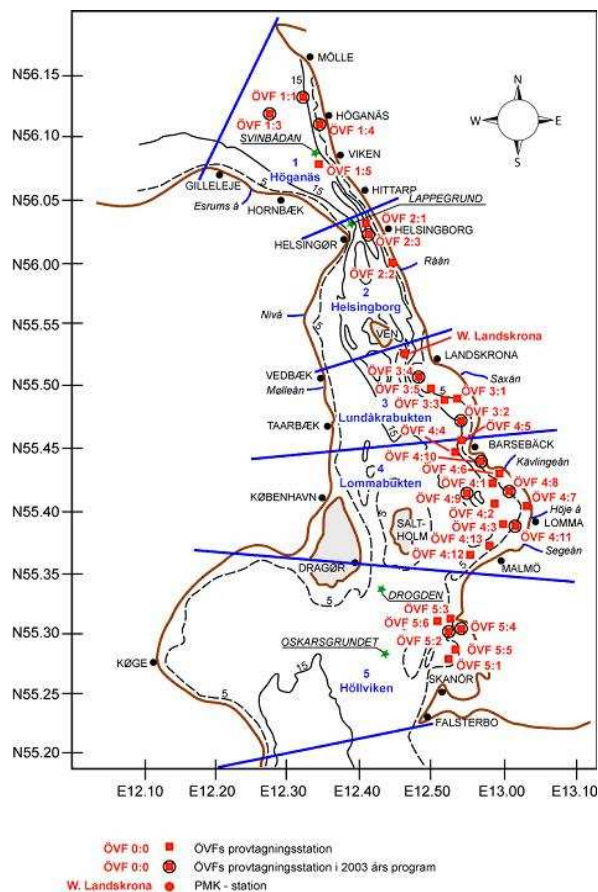 N56.15
N56.10
N56.05
N56.00
N55.55
N55.50
N55.45
N55.40
N55.35
N55.30
N55.25
N55.20
E12.10
E12.20
E12.30
E12.40
E12.50
E13.00
E13.10
N
W
E
S
MÖLLE
15
ÖVF 1:1
HÖGANÄS
ÖVF 1:3
ÖVF 1:4
SVINBÅDAN
VIKEN
1
Höganäs
ÖVF 1:5
GILLELEJE
5
15
HITTARP
Esrums å
HORNBÆK
LAPPEGRUND
ÖVF 2:1
HELSINGBORG
HELSINGØR
ÖVF 2:3
ÖVF 2:2
Råån
2
Helsingborg
Nivå
15
VEN
W. Landskrona
LANDSKRONA
VEDBÆK
ÖVF 3:4
Saxån
Mølleån
ÖVF 3:5
5
ÖVF 3:1
3
ÖVF 3:3
ÖVF 3:2
Lundåkrabukten
TAARBÆK
ÖVF 4:4
ÖVF 4:5
BARSEBÄCK
ÖVF 4:10
Kävlingeån
4
ÖVF 4:6
Lommabukten
ÖVF 4:1
ÖVF 4:8
ÖVF 4:9
ÖVF 4:7
KØBENHAVN
5
ÖVF 4:2
Höje å
SALT-
HOLM
ÖVF 4:3
LOMMA
ÖVF 4:13
ÖVF 4:11
ÖVF 4:12
Segeån
5
DRAGØR
MALMÖ
5
DROGDEN
ÖVF 5:3
ÖVF 5:6
ÖVF 5:4
OSKARSGRUNDET
ÖVF 5:2
ÖVF 5:5
KØGE
15
5
ÖVF 5:1
Höllviken
SKANÖR
5
FALSTERBO
ÖVF 0:0 ÖVFs provtagningsstation
ÖVF 0:0 ÖVFs provtagningsstation i 2003 års program
W. Landskrona PMK - station